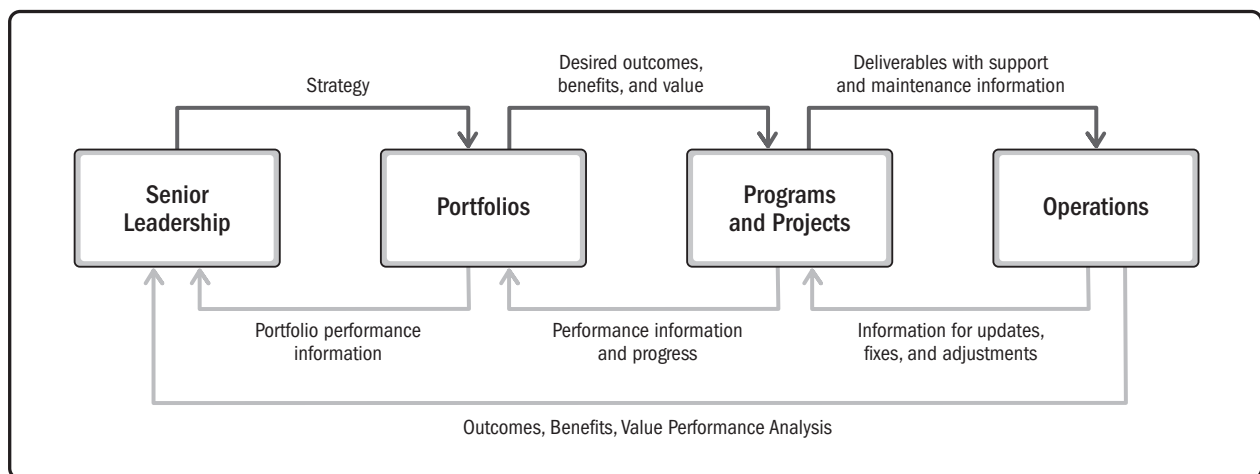 Strategy
Desired outcomes,
benefits, and value
Deliverables with support
and maintenance information
Senior
Leadership
Portfolios
Programs
and Projects
Operations
Portfolio performance
information
Performance information
and progress
Information for updates,
fixes, and adjustments
Outcomes, Benefits, Value Performance Analysis